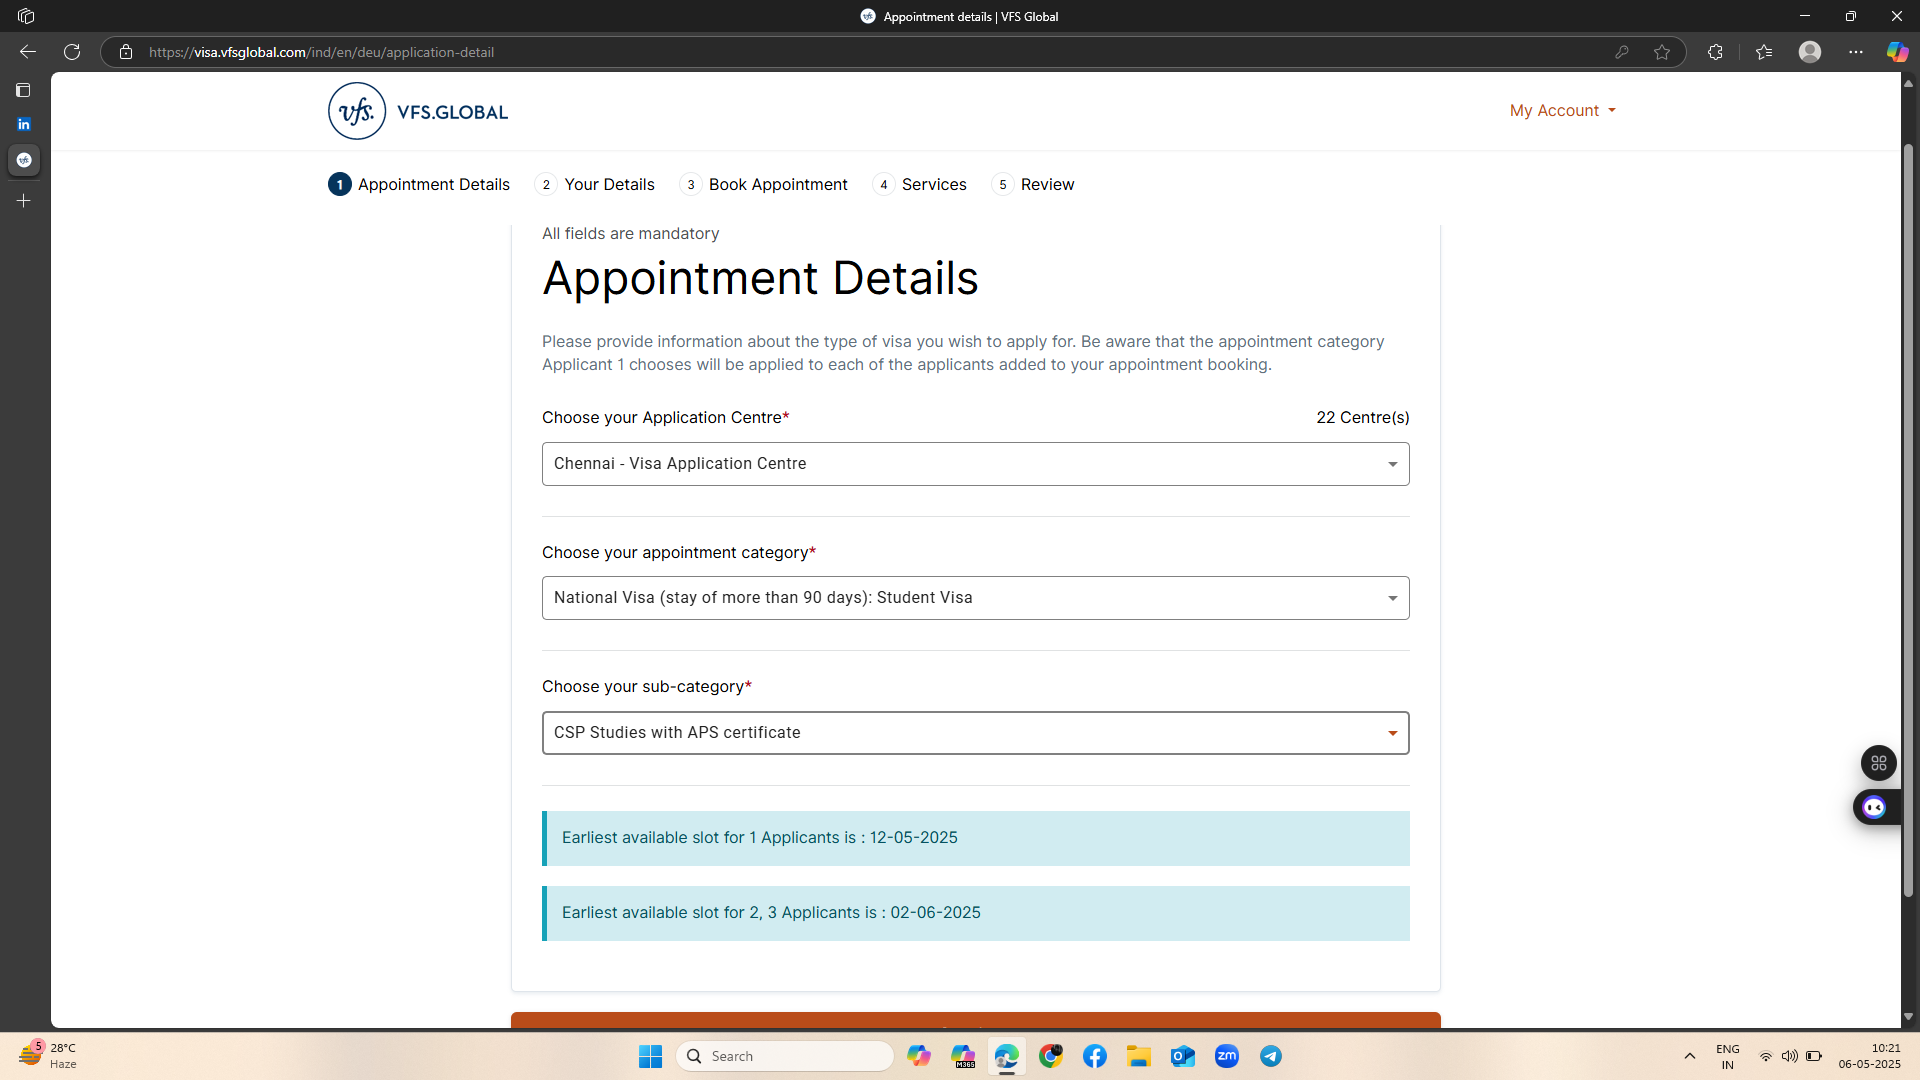 Appointment details | VFS Global
https://visa.vfsglobal.com/ind/en/deu/application-detail
vfs. VFS.GLOBAL
My Account
1 Appointment Details 2 Your Details 3 Book Appointment 4 Services 5 Review
All fields are mandatory
Appointment Details
Please provide information about the type of visa you wish to apply for. Be aware that the appointment category
Applicant 1 chooses will be applied to each of the applicants added to your appointment booking.
Choose your Application Centre* 22 Centre(s)
Chennai - Visa Application Centre
Choose your appointment category*
National Visa (stay of more than 90 days): Student Visa
Choose your sub-category*
CSP Studies with APS certificate
Earliest available slot for 1 Applicants is : 12-05-2025
Earliest available slot for 2, 3 Applicants is : 02-06-2025
5
28°C
Haze
Search
M365
zm
ENG
IN
10:21
06-05-2025